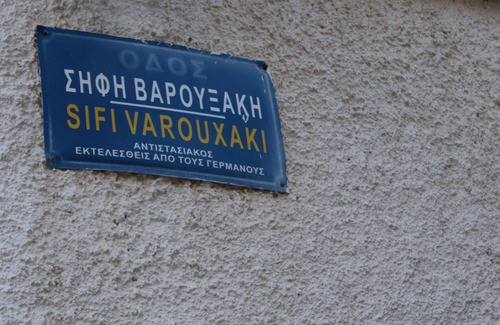 ΟΔΟΣ
ΣΗΦΗ ΒΑΡΟΥΞΑΚΗ
SIFI VAROUXAKI
ΑΝΤΙΣΤΑΣΙΑΚΟΣ
ΕΚΤΕΛΕΣΘΕΙΣ ΑΠΟ ΤΟΥΣ ΓΕΡΜΑΝΟΥΣ